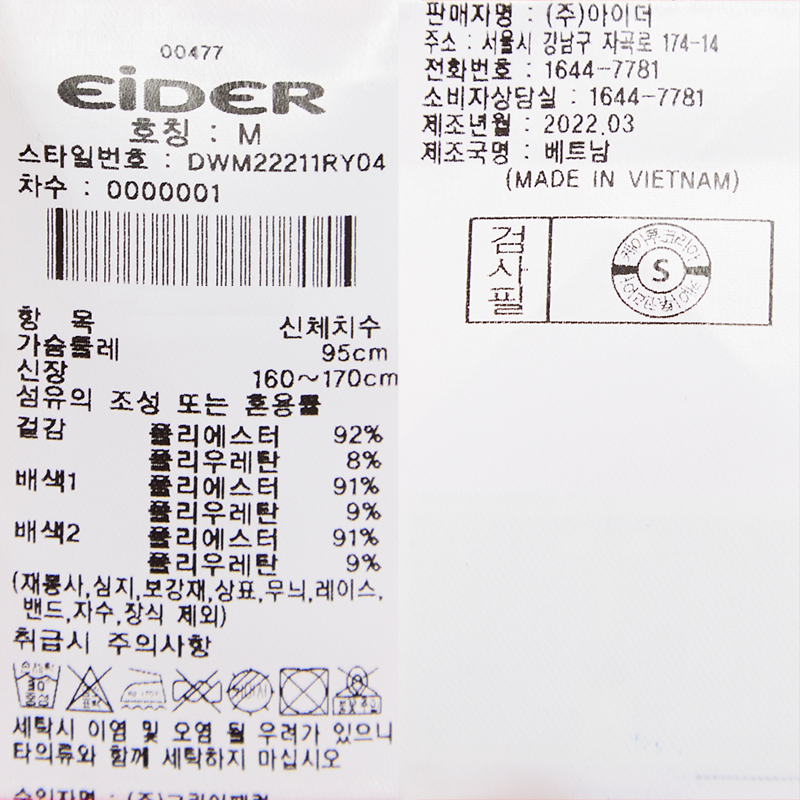 00477
EiDER
호칭 : M
스타일번호 : DWM22211RY04
차수 : 0000001
항 목 신체치수
가슴둘레 95cm
신장 160~170cm
섬유의 조성 또는 혼용률
겉감 폴리에스터 92%
폴리우레탄 8%
배색1 폴리에스터 91%
폴리우레탄 9%
배색2 폴리에스터 91%
폴리우레탄 9%
(재봉사,심지,보강재,상표,무늬,레이스,
밴드,자수,장식 제외)
취급시 주의사항
30
중성
세탁시 이염 및 오염 될 우려가 있으니
타의류와 함께 세탁하지 마십시오
판매자명 : (주)아이더
주소 : 서울시 강남구 자곡로 174-14
전화번호 : 1644-7781
소비자상담실 : 1644-7781
제조년월 : 2022.03
제조국명 : 베트남
(MADE IN VIETNAM)
검사필
케이큐코리아
S